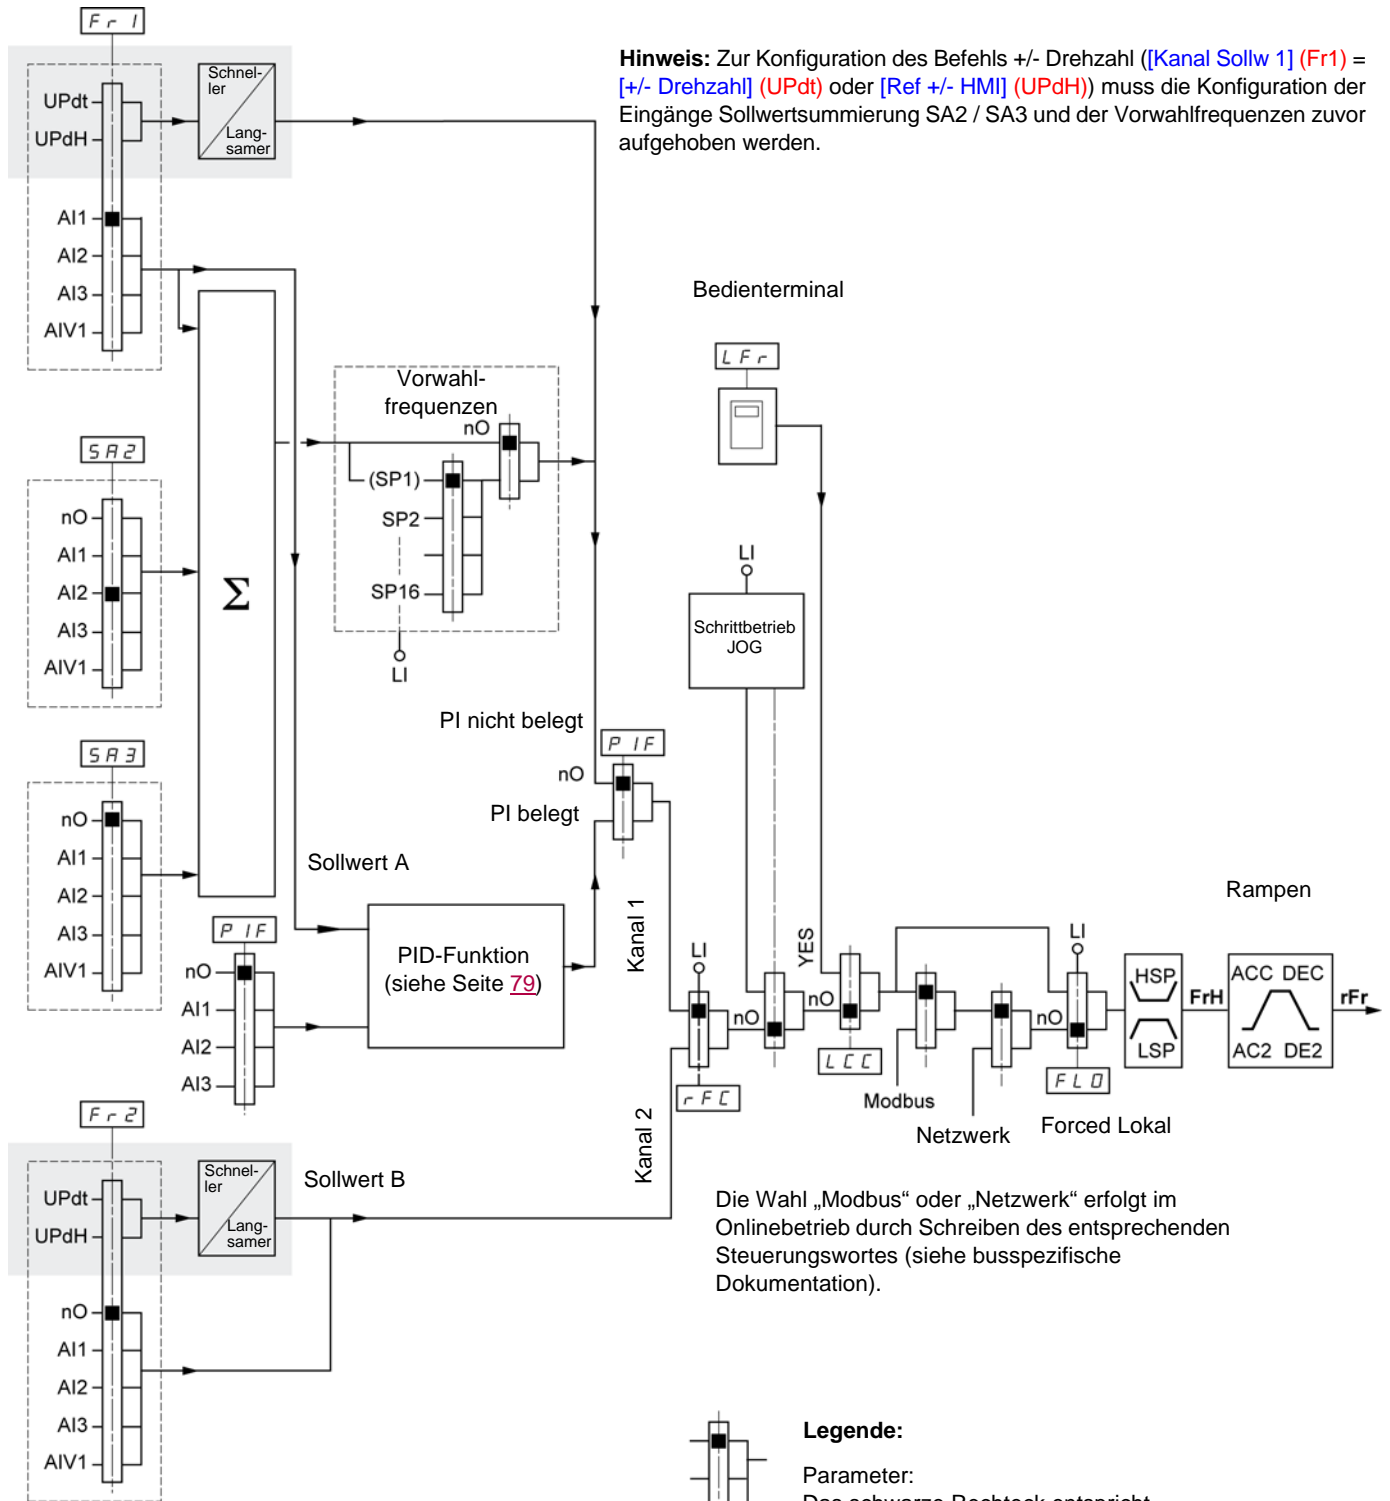 Fr1
Hinweis: Zur Konfiguration des Befehls +/- Drehzahl ([Kanal Sollw 1] (Fr1) =
[+/- Drehzahl] (UPdt) oder [Ref +/- HMI] (UPdH)) muss die Konfiguration der
Eingänge Sollwertsummierung SA2 / SA3 und der Vorwahlfrequenzen zuvor
aufgehoben werden.
UPdt
UPdH
Schnel-
ler
Lang-
samer
AI1
AI2
AI3
AIV1
Bedienterminal
LFr
Vorwahl-
frequenzen
nO
(SP1)
SP2
SP16
LI
SA2
nO
AI1
AI2
AI3
AIV1
Σ
LI
Schrittbetrieb
JOG
PI nicht belegt
PIF
nO
PI belegt
SA3
nO
AI1
AI2
AI3
AIV1
Sollwert A
PIF
nO
AI1
AI2
AI3
PID-Funktion
(siehe Seite 79)
Kanal 1
Kanal 2
LI
rFC
nO
YES
nO
LCC
Modbus
Netzwerk
nO
LI
FLO
Forced Lokal
Rampen
HSP
LSP
FrH
ACC DEC
AC2 DE2
rFr
Fr2
UPdt
UPdH
Schnel-
ler
Lang-
samer
Sollwert B
nO
AI1
AI2
AI3
AIV1
Die Wahl „Modbus“ oder „Netzwerk“ erfolgt im
Onlinebetrieb durch Schreiben des entsprechenden
Steuerungswortes (siehe busspezifische
Dokumentation).
Legende:
Parameter:
Das schwarze Rechteck entspricht